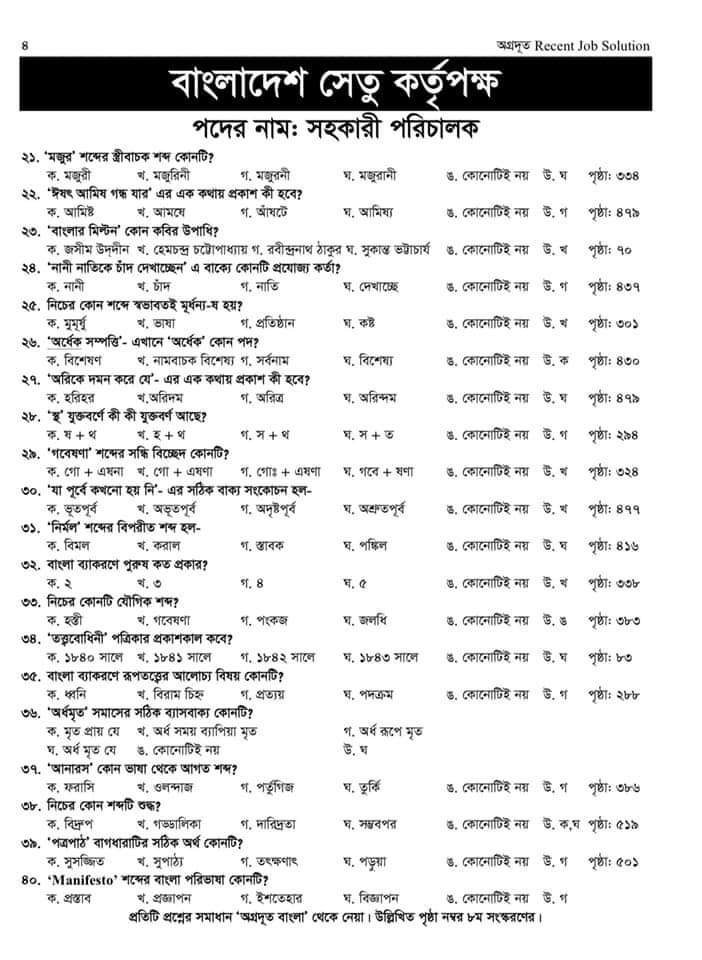 ৪ অগ্রদূত Recent Job Solution
বাংলাদেশ সেতু কর্তৃপক্ষ
পদের নাম: সহকারী পরিচালক
২১. ‘মজুর’ শব্দের স্ত্রীবাচক শব্দ কোনটি?
ক. মজুরী খ. মজুরিনী গ. মজুরনী ঘ. মজুরানী ঙ. কোনোটিই নয় উ. ঘ পৃষ্ঠা: ৩৩৪
২২. ‘ঈষৎ আমিষ গন্ধ যার’ এর এক কথায় প্রকাশ কী হবে?
ক. আমিষ্ট খ. আমষে গ. আঁষটে ঘ. আমিষ্য ঙ. কোনোটিই নয় উ. গ পৃষ্ঠা: ৪৭৯
২৩. ‘বাংলার মিল্টন’ কোন কবির উপাধি?
ক. জসীম উদ্‌দীন খ. হেমচন্দ্র চট্টোপাধ্যায় গ. রবীন্দ্রনাথ ঠাকুর ঘ. সুকান্ত ভট্টাচার্য ঙ. কোনোটিই নয় উ. খ পৃষ্ঠা: ৭০
২৪. ‘নানী নাতিকে চাঁদ দেখাচ্ছেন’ এ বাক্যে কোনটি প্রযোজ্য কর্তা?
ক. নানী খ. চাঁদ গ. নাতি ঘ. দেখাচ্ছে ঙ. কোনোটিই নয় উ. গ পৃষ্ঠা: ৪৩৭
২৫. নিচের কোন শব্দে স্বভাবতই মূর্ধন্য-ষ হয়?
ক. মুমূর্ষু খ. ভাষা গ. প্রতিষ্ঠান ঘ. কষ্ট ঙ. কোনোটিই নয় উ. খ পৃষ্ঠা: ৩০১
২৬. ‘অর্ধেক সম্পত্তি’- এখানে ‘অর্ধেক’ কোন পদ?
ক. বিশেষণ খ. নামবাচক বিশেষ্য গ. সর্বনাম ঘ. বিশেষ্য ঙ. কোনোটিই নয় উ. ক পৃষ্ঠা: ৪৩০
২৭. ‘অরিকে দমন করে যে’- এর এক কথায় প্রকাশ কী হবে?
ক. হরিহর খ.অরিদম গ. অরিত্র ঘ. অরিন্দম ঙ. কোনোটিই নয় উ. ঘ পৃষ্ঠা: ৪৭৯
২৮. ‘স্থ’ যুক্তবর্ণে কী কী যুক্তবর্ণ আছে?
ক. ষ + থ খ. হ + থ গ. স + থ ঘ. স + ত ঙ. কোনোটিই নয় উ. গ পৃষ্ঠা: ২৯৪
২৯. ‘গবেষণা’ শব্দের সন্ধি বিচ্ছেদ কোনটি?
ক. গো + এষনা খ. গো + এষণা গ. গোঃ + এষণা ঘ. গবে + ষণা ঙ. কোনোটিই নয় উ. খ পৃষ্ঠা: ৩২৪
৩০. ‘যা পূর্বে কখনো হয় নি’- এর সঠিক বাক্য সংকোচন হল-
ক. ভূতপূর্ব খ. অভূতপূর্ব গ. অদৃষ্টপূর্ব ঘ. অশ্রুতপূর্ব ঙ. কোনোটিই নয় উ. খ পৃষ্ঠা: ৪৭৭
৩১. ‘নির্মল’ শব্দের বিপরীত শব্দ হল-
ক. বিমল খ. করাল গ. স্তাবক ঘ. পঙ্কিল ঙ. কোনোটিই নয় উ. ঘ পৃষ্ঠা: ৪১৬
৩২. বাংলা ব্যাকরণে পুরুষ কত প্রকার?
ক. ২ খ. ৩ গ. ৪ ঘ. ৫ ঙ. কোনোটিই নয় উ. খ পৃষ্ঠা: ৩৩৮
৩৩. নিচের কোনটি যৌগিক শব্দ?
ক. হস্তী খ. গবেষণা গ. পংকজ ঘ. জলধি ঙ. কোনোটিই নয় উ. ঙ পৃষ্ঠা: ৩৮৩
৩৪. ‘তত্ত্ববোধিনী’ পত্রিকার প্রকাশকাল কবে?
ক. ১৮৪০ সালে খ. ১৮৪১ সালে গ. ১৮৪২ সালে ঘ. ১৮৪৩ সালে ঙ. কোনোটিই নয় উ. ঘ পৃষ্ঠা: ৮৩
৩৫. বাংলা ব্যাকরণে রূপতত্ত্বের আলোচ্য বিষয় কোনটি?
ক. ধ্বনি খ. বিরাম চিহ্ন গ. প্রত্যয় ঘ. পদক্রম ঙ. কোনোটিই নয় উ. গ পৃষ্ঠা: ২৮৮
৩৬. ‘অর্ধমৃত’ সমাসের সঠিক ব্যাসবাক্য কোনটি?
ক. মৃত প্রায় যে খ. অর্ধ সময় ব্যাপিয়া মৃত গ. অর্ধ রূপে মৃত
ঘ. অর্ধ মৃত যে ঙ. কোনোটিই নয় উ. ঘ
৩৭. ‘আনারস’ কোন ভাষা থেকে আগত শব্দ?
ক. ফরাসি খ. ওলন্দাজ গ. পর্তুগিজ ঘ. তুর্কি ঙ. কোনোটিই নয় উ. গ পৃষ্ঠা: ৩৮৬
৩৮. নিচের কোন শব্দটি শুদ্ধ?
ক. বিদ্রুপ খ. গড্ডালিকা গ. দারিদ্রতা ঘ. সম্ভবপর ঙ. কোনোটিই নয় উ. ক,ঘ পৃষ্ঠা: ৫১৯
৩৯. ‘পত্রপাঠ’ বাগধারাটির সঠিক অর্থ কোনটি?
ক. সুসজ্জিত খ. সুপাঠ্য গ. তৎক্ষণাৎ ঘ. পড়ুয়া ঙ. কোনোটিই নয় উ. গ পৃষ্ঠা: ৫০১
৪০. ‘Manifesto’ শব্দের বাংলা পরিভাষা কোনটি?
ক. প্রস্তাব খ. প্রজ্ঞাপন গ. ইশতেহার ঘ. বিজ্ঞাপন ঙ. কোনোটিই নয় উ. গ
প্রতিটি প্রশ্নের সমাধান ‘অগ্রদূত বাংলা’ থেকে নেয়া। উল্লিখিত পৃষ্ঠা নম্বর ৮ম সংস্করণের।